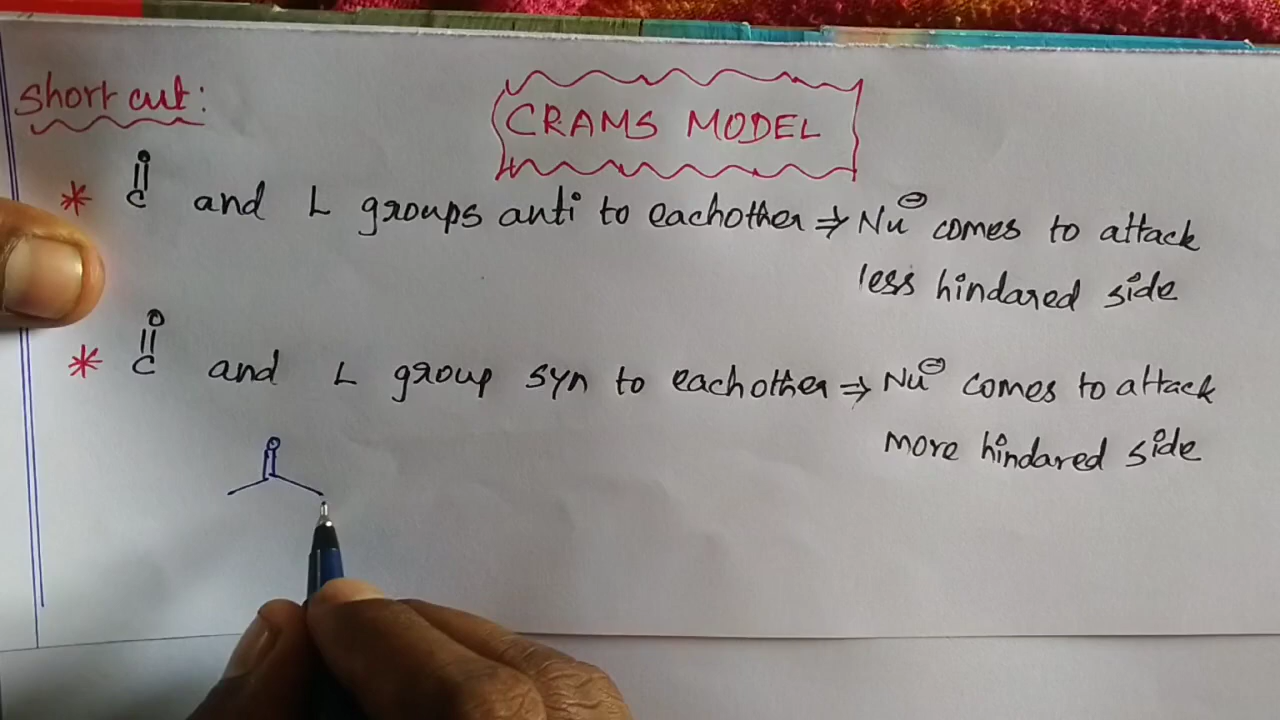 Short cut:
CRAMS MODEL
* O
C and L groups anti to eachother ⇒ Nu⊖ comes to attack
less hindared side
* O
C and L group syn to eachother ⇒ Nu⊖ comes to attack
more hindared side
O